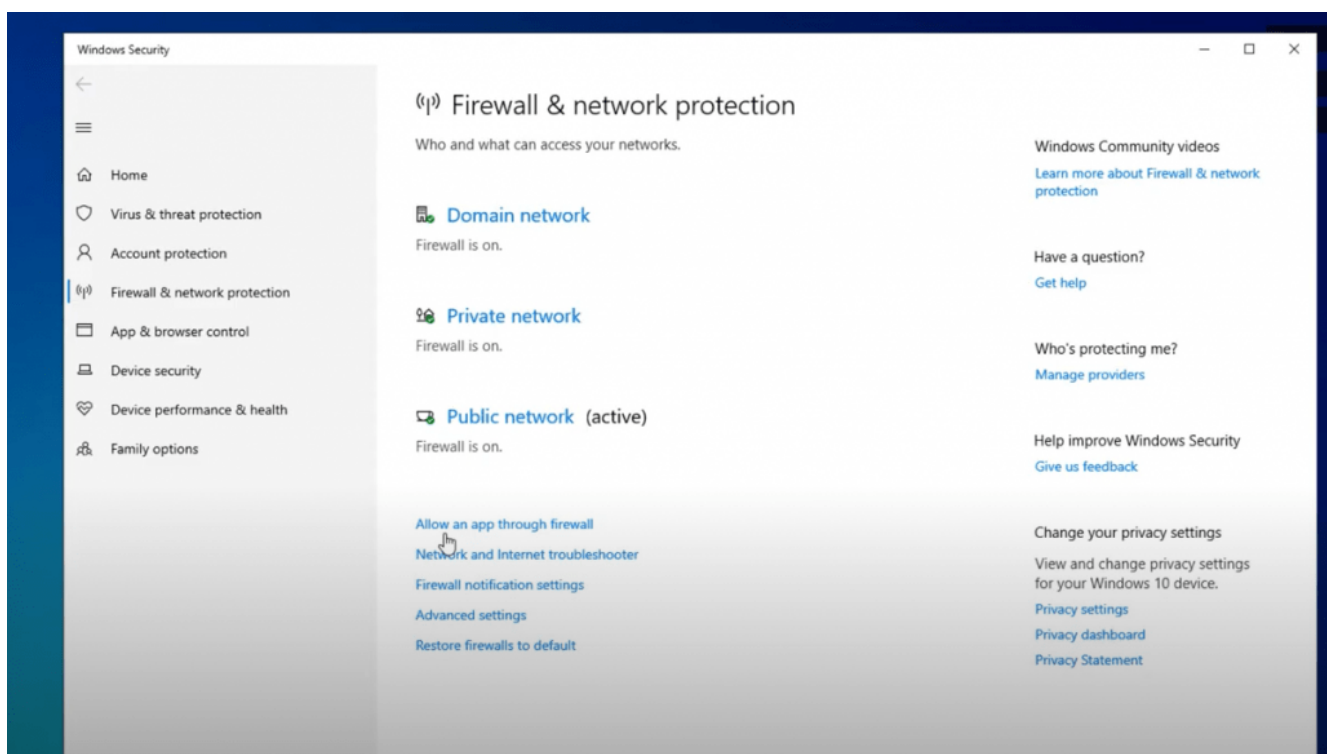 Windows Security
Home
Virus & threat protection
Account protection
Firewall & network protection
App & browser control
Device security
Device performance & health
Family options
Firewall & network protection
Who and what can access your networks.
Domain network
Firewall is on.
Private network
Firewall is on.
Public network (active)
Firewall is on.
Allow an app through firewall
Network and Internet troubleshooter
Firewall notification settings
Advanced settings
Restore firewalls to default
Windows Community videos
Learn more about Firewall & network
protection
Have a question?
Get help
Who's protecting me?
Manage providers
Help improve Windows Security
Give us feedback
Change your privacy settings
View and change privacy settings
for your Windows 10 device.
Privacy settings
Privacy dashboard
Privacy Statement